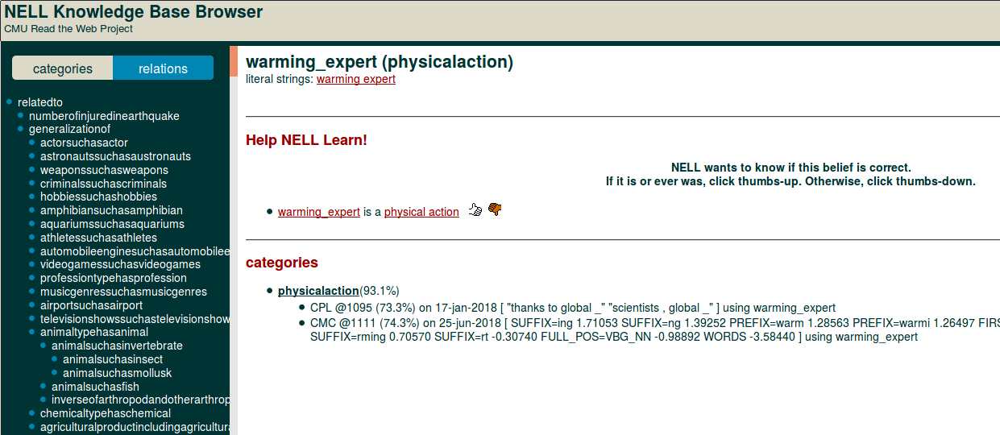 NELL Knowledge Base Browser
CMU Read the Web Project
categories
relations
relatedto
numberofinjuredinearthquake
generalizationof
actorsuchasactor
astronautssuchasaustronauts
weaponssuchasweapons
criminalssuchascriminals
hobbiessuchashobbies
amphibiansuchasamphibian
aquariumssuchasaquariums
athletessuchasathletes
automobileenginesuchasautomobilee
videogamessuchasvideogames
professiontypehasprofession
musicgenressuchasmusicgenres
airportsuchasairport
televisionshowssuchastelevisionshow
animaltypehasanimal
animalsuchasinvertebrate
animalsuchasinsect
animalsuchasmollusk
animalsuchasfish
inverseofarthropodandotherarthrop
chemicaltypehaschemical
agriculturalproductincludingagricultura
warming_expert (physicalaction)
literal strings: warming expert
Help NELL Learn!
NELL wants to know if this belief is correct.
If it is or ever was, click thumbs-up. Otherwise, click thumbs-down.
warming_expert is a physical action
categories
physicalaction(93.1%)
CPL @1095 (73.3%) on 17-jan-2018 [ "thanks to global _" "scientists , global _" ] using warming_expert
CMC @1111 (74.3%) on 25-jun-2018 [ SUFFIX=ing 1.71053 SUFFIX=ng 1.39252 PREFIX=warm 1.28563 PREFIX=warmi 1.26497 FIRS
SUFFIX=rming 0.70570 SUFFIX=rt -0.30740 FULL_POS=VBG_NN -0.98892 WORDS -3.58440 ] using warming_expert